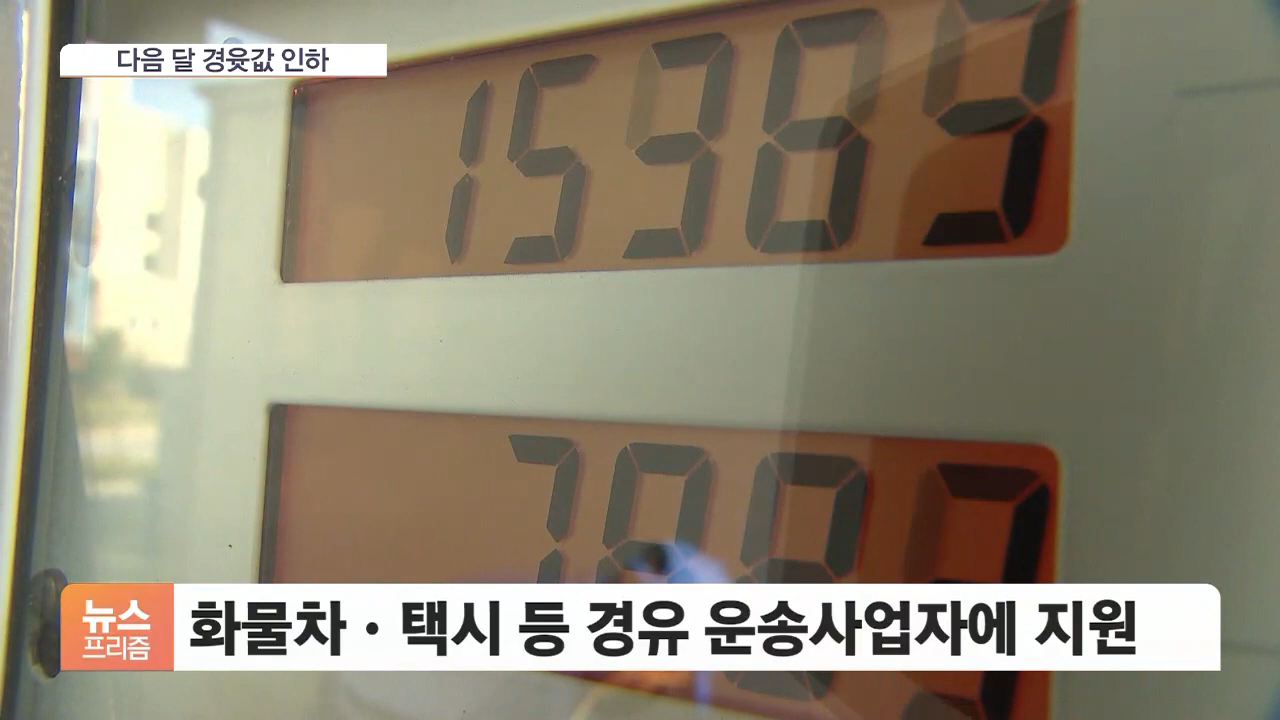 다음 달 경윳값 인하
뉴스
프리즘
화물차 · 택시 등 경유 운송사업자에 지원